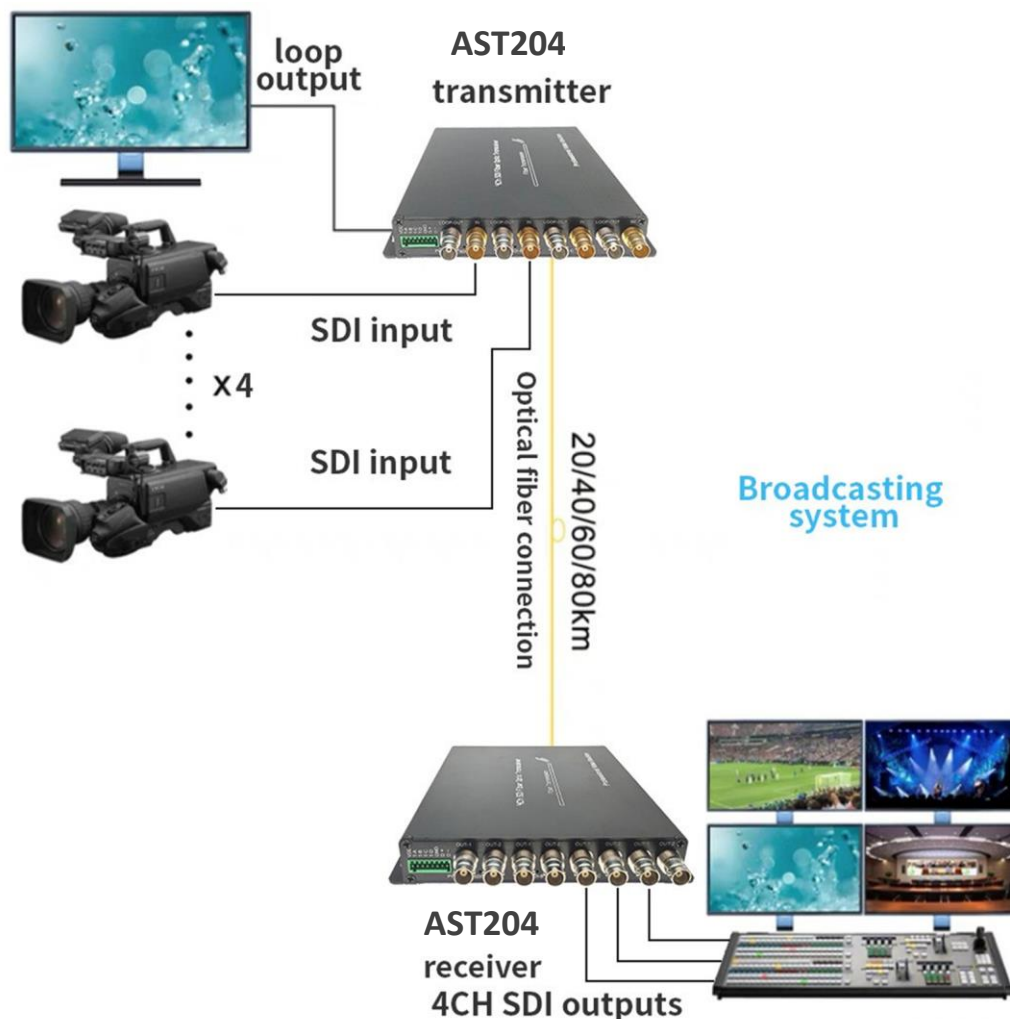 loop
output
AST204
transmitter
SDI input
x4
SDI input
Optical fiber connection
20/40/60/80km
Broadcasting
system
AST204
receiver
4CH SDI outputs